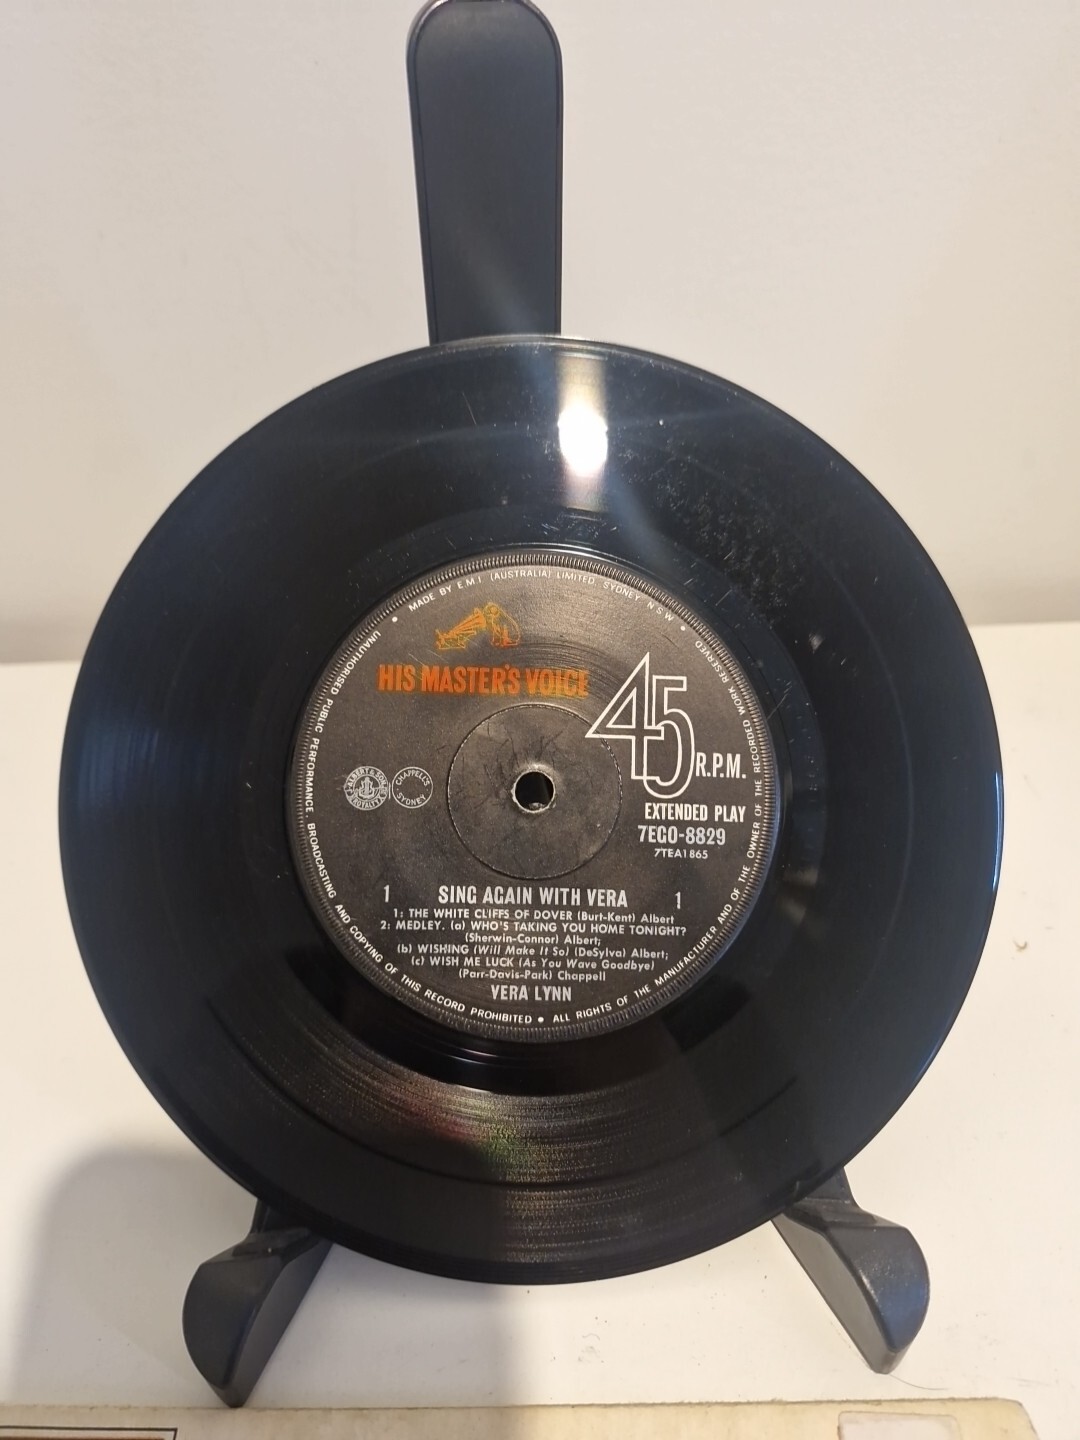 MADE BY E.M.I. (AUSTRALIA) LIMITED, SYDNEY N.S.W.
HIS MASTER'S VOICE
45 R.P.M.
ALBERT & SON
ROYALTY
CHAPPELL'S
SYDNEY
EXTENDED PLAY
7EGO-8829
7TEA1865
1 SING AGAIN WITH VERA 1
1: THE WHITE CLIFFS OF DOVER (Burt-Kent) Albert
2: MEDLEY. (a) WHO'S TAKING YOU HOME TONIGHT?
(Sherwin-Connor) Albert;
(b) WISHING (Will Make It So) (DeSylva) Albert;
(c) WISH ME LUCK (As You Wave Goodbye)
(Parr-Davis-Park) Chappell
VERA LYNN
UNAUTHORISED PUBLIC PERFORMANCE, BROADCASTING AND COPYING OF THIS RECORD PROHIBITED • ALL RIGHTS OF THE MANUFACTURER AND OF THE OWNER OF THE RECORDED WORK RESERVED